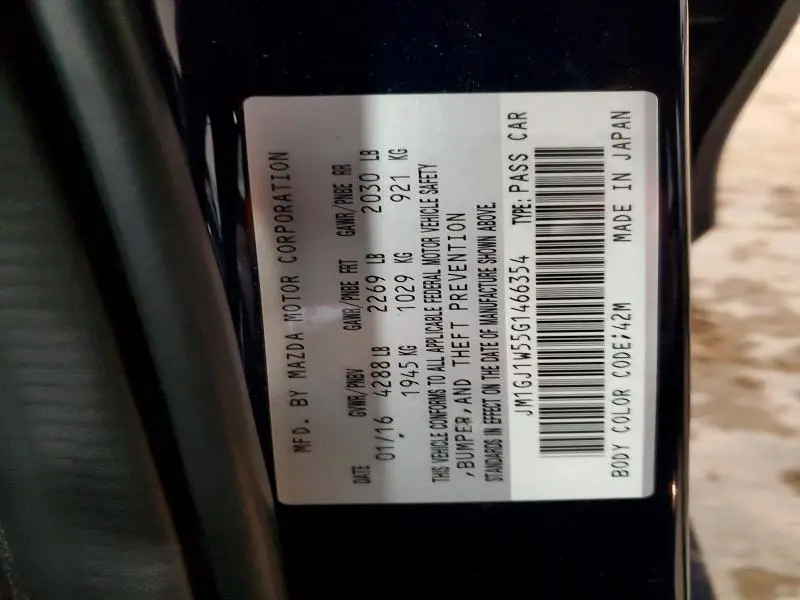 MFD. BY MAZDA MOTOR CORPORATION
DATE GVWR/PNBV GAWR/PNBE FRT GAWR/PNBE RR
01/16 4288 LB 2269 LB 2030 LB
1945 KG 1029 KG 921 KG
THIS VEHICLE CONFORMS TO ALL APPLICABLE FEDERAL MOTOR VEHICLE SAFETY
,BUMPER,AND THEFT PREVENTION
STANDARDS IN EFFECT ON THE DATE OF MANUFACTURE SHOWN ABOVE.
JM1GJ1W55G1466354 TYPE: PASS CAR
BODY COLOR CODE;42M MADE IN JAPAN